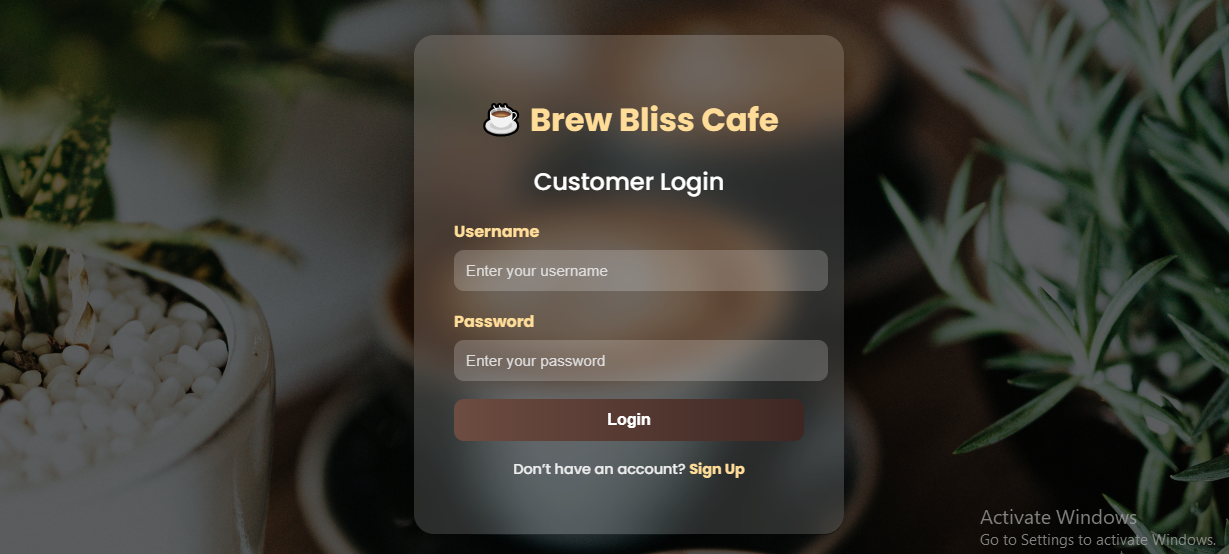 ☕ Brew Bliss Cafe
Customer Login
Username
Enter your username
Password
Enter your password
Login
Don’t have an account? Sign Up
Activate Windows
Go to Settings to activate Windows.